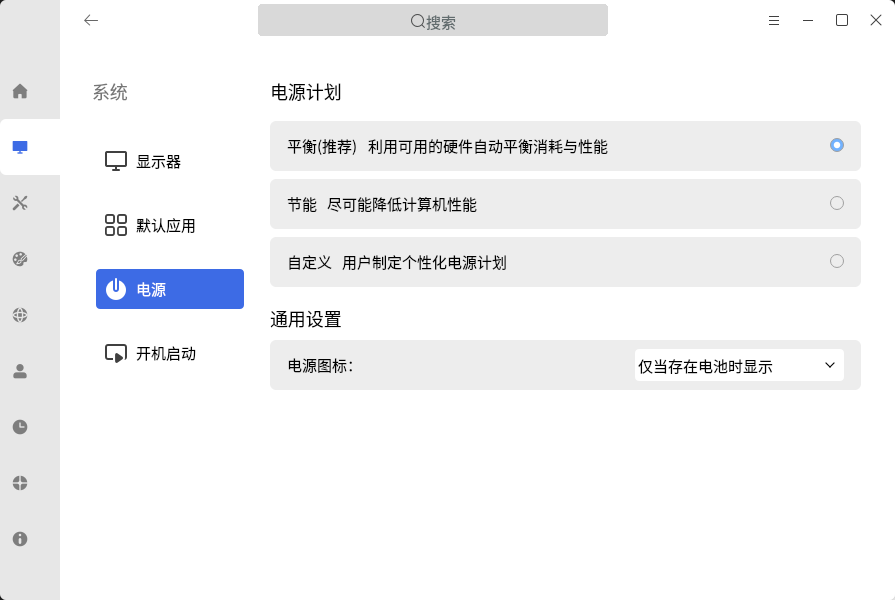 搜索
系统
显示器
默认应用
电源
开机启动
电源计划
平衡(推荐) 利用可用的硬件自动平衡消耗与性能
节能 尽可能降低计算机性能
自定义 用户制定个性化电源计划
通用设置
电源图标：
仅当存在电池时显示